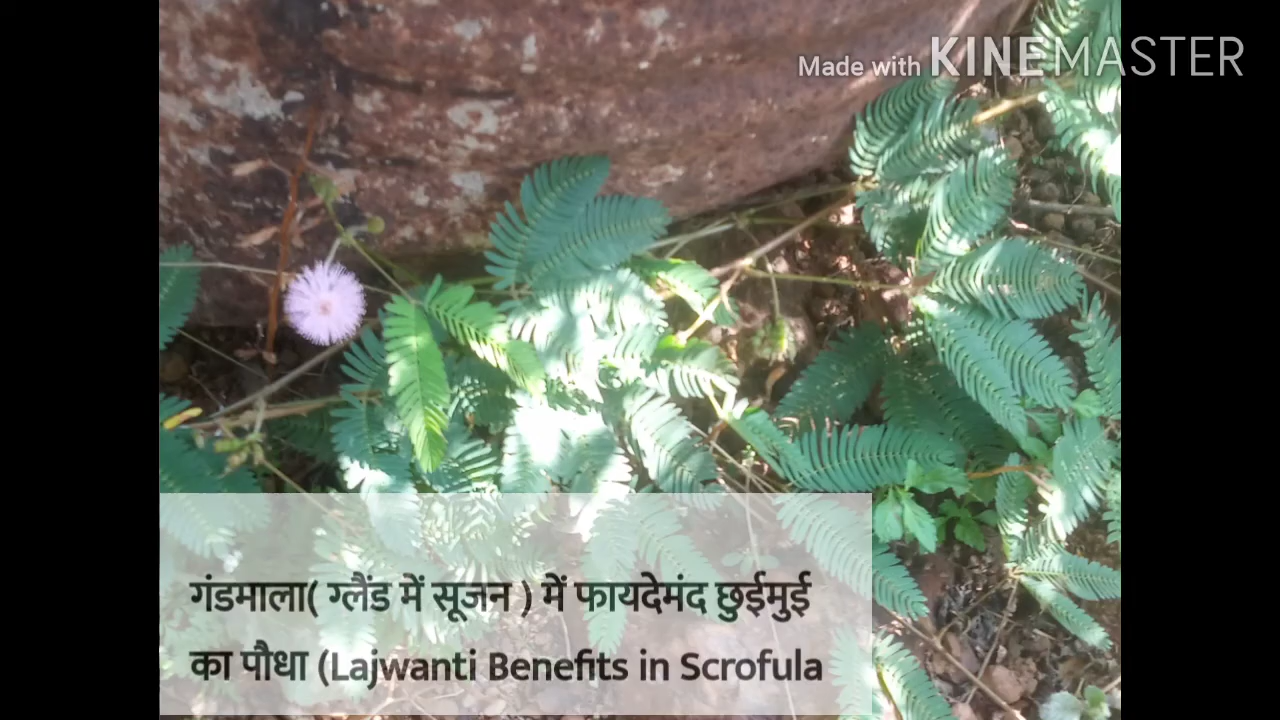 Made with KINEMASTER
गंडमाला( ग्लैंड में सूजन ) में फायदेमंद छुईमुई
का पौधा (Lajwanti Benefits in Scrofula